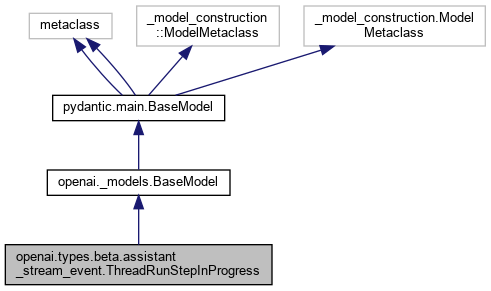 metaclass
_model_construction
::ModelMetaclass
_model_construction.Model
Metaclass
pydantic.main.BaseModel
openai._models.BaseModel
openai.types.beta.assistant
_stream_event.ThreadRunStepInProgress